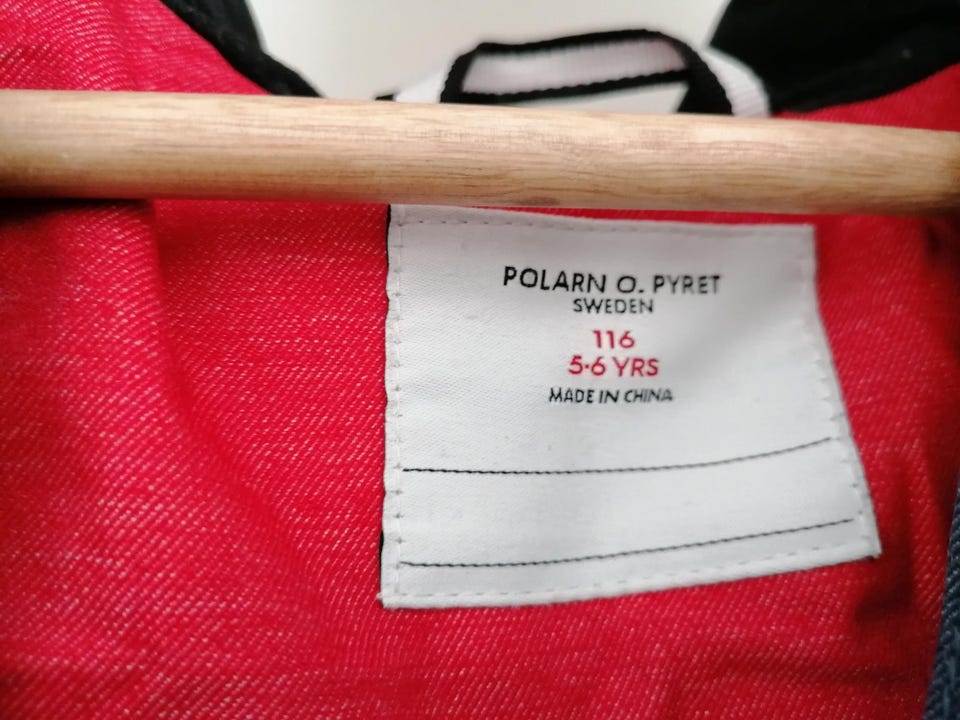 POLARN O. PYRET
SWEDEN
116
5-6 YRS
MADE IN CHINA